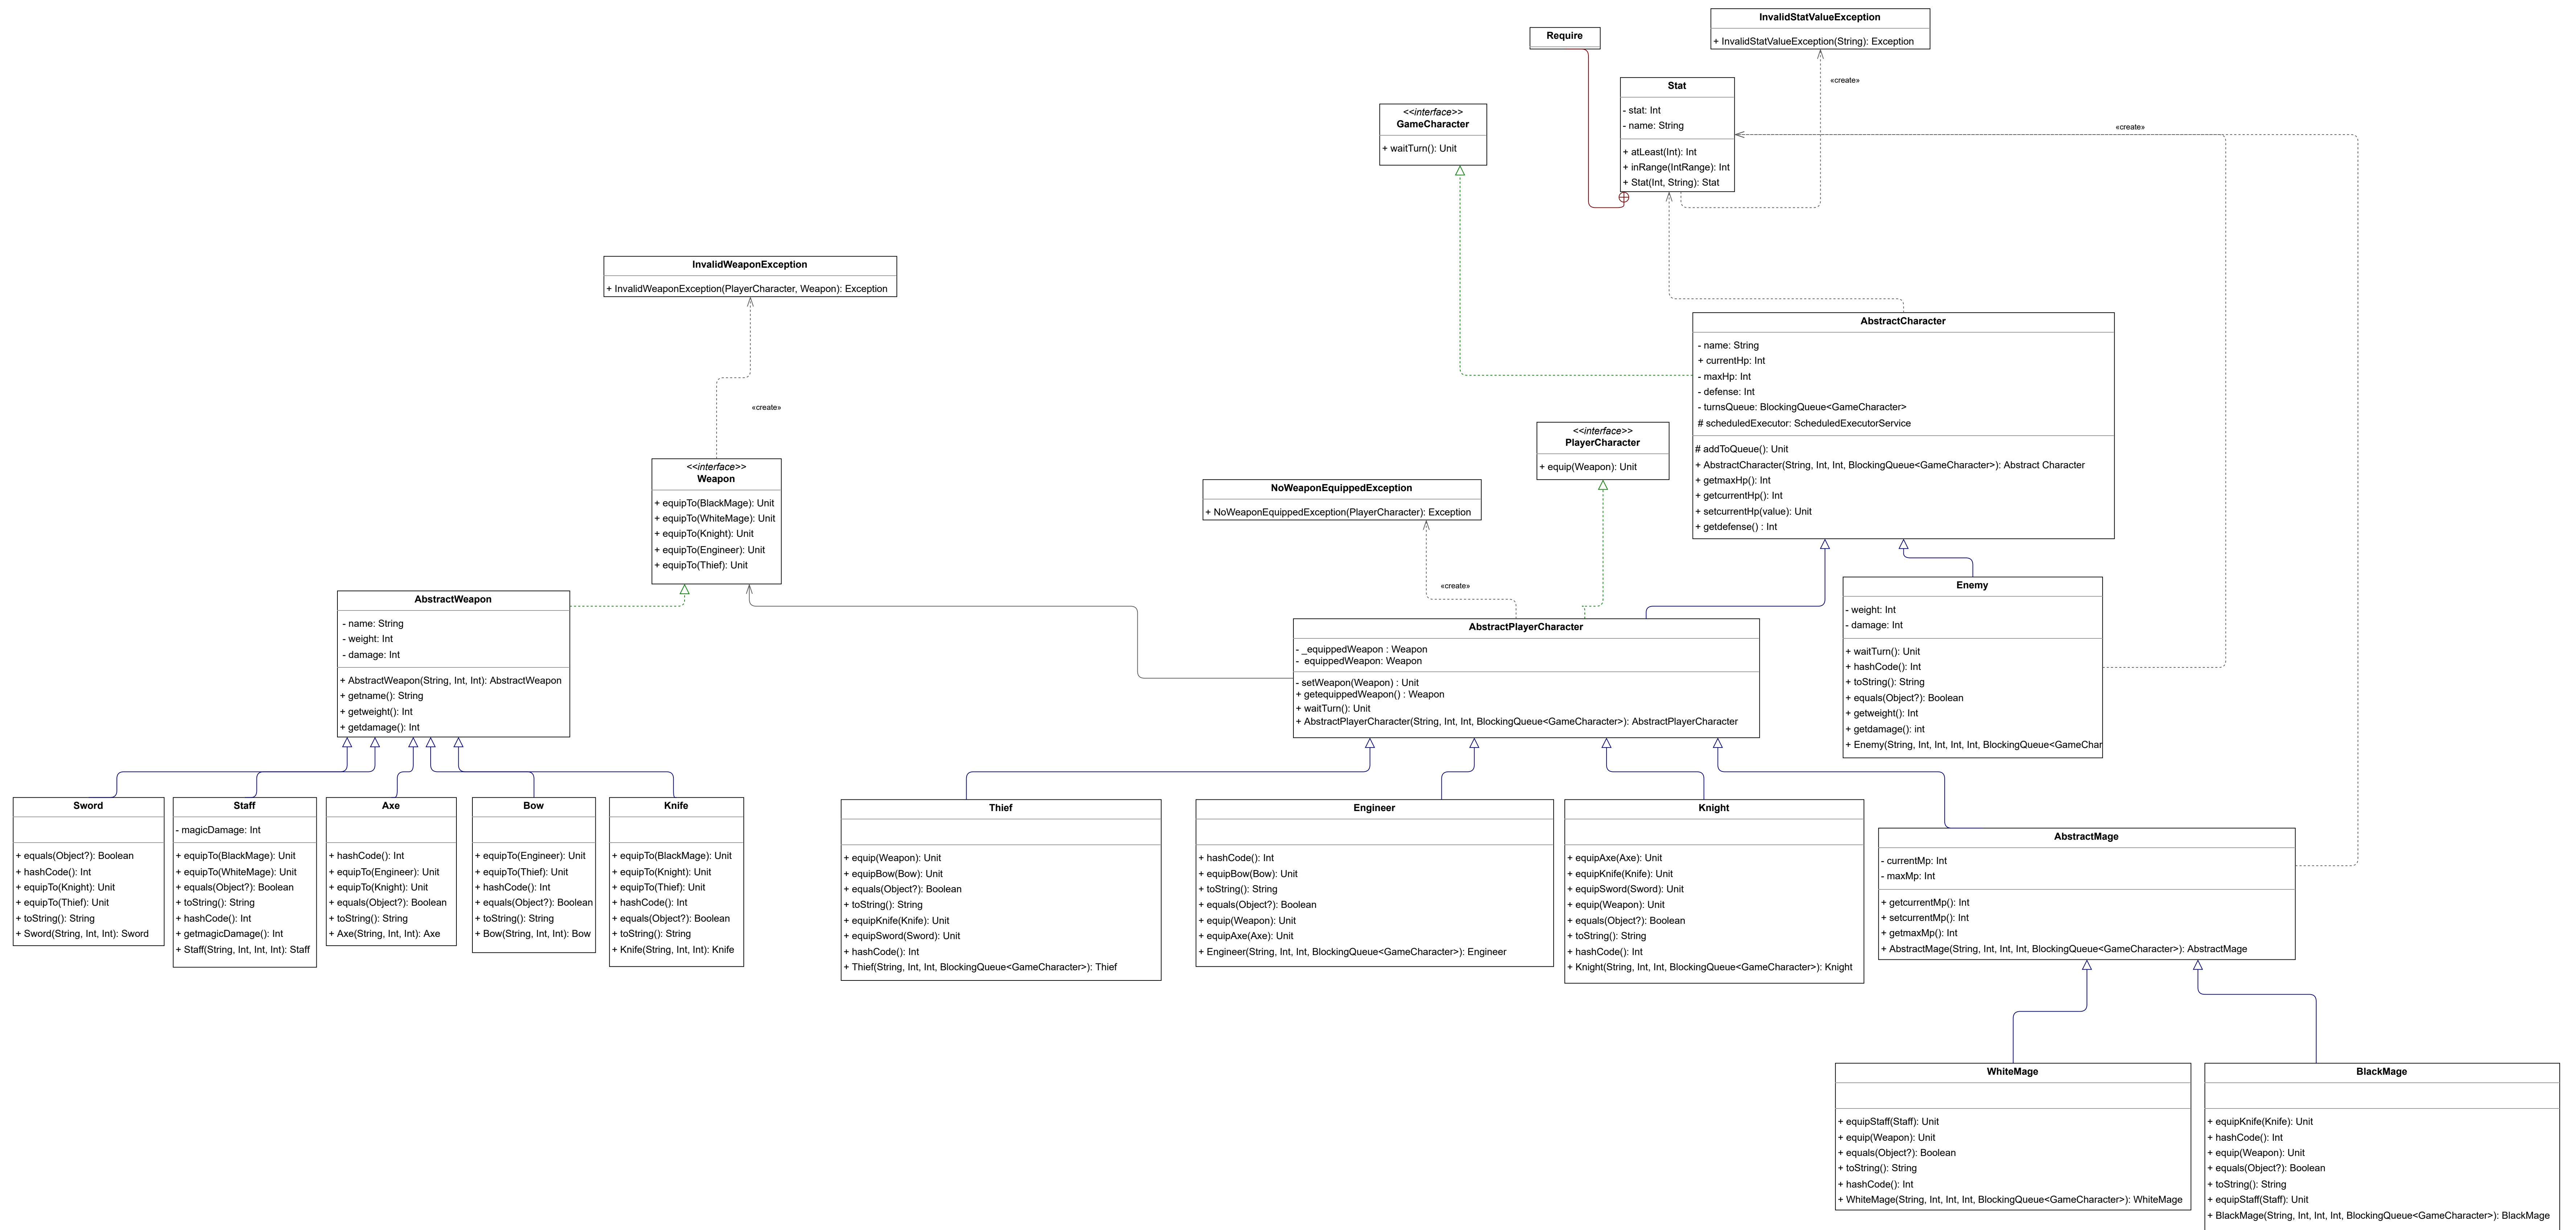 InvalidStatValueException
+ InvalidStatValueException(String): Exception
Require
«create»
Stat
- stat: Int
- name: String
+ atLeast(Int): Int
+ inRange(IntRange): Int
+ Stat(Int, String): Stat
«create»
<<interface>>
GameCharacter
+ waitTurn(): Unit
InvalidWeaponException
+ InvalidWeaponException(PlayerCharacter, Weapon): Exception
«create»
AbstractCharacter
- name: String
+ currentHp: Int
- maxHp: Int
- defense: Int
- turnsQueue: BlockingQueue<GameCharacter>
# scheduledExecutor: ScheduledExecutorService
# addToQueue(): Unit
+ AbstractCharacter(String, Int, Int, BlockingQueue<GameCharacter>): Abstract Character
+ getmaxHp(): Int
+ getcurrentHp(): Int
+ setcurrentHp(value): Unit
+ getdefense() : Int
<<interface>>
PlayerCharacter
+ equip(Weapon): Unit
<<interface>>
Weapon
+ equipTo(BlackMage): Unit
+ equipTo(WhiteMage): Unit
+ equipTo(Knight): Unit
+ equipTo(Engineer): Unit
+ equipTo(Thief): Unit
NoWeaponEquippedException
+ NoWeaponEquippedException(PlayerCharacter): Exception
«create»
Enemy
- weight: Int
- damage: Int
+ waitTurn(): Unit
+ hashCode(): Int
+ toString(): String
+ equals(Object?): Boolean
+ getweight(): Int
+ getdamage(): int
+ Enemy(String, Int, Int, Int, Int, BlockingQueue<GameChar
AbstractWeapon
- name: String
- weight: Int
- damage: Int
+ AbstractWeapon(String, Int, Int): AbstractWeapon
+ getname(): String
+ getweight(): Int
+ getdamage(): Int
AbstractPlayerCharacter
- _equippedWeapon : Weapon
- equippedWeapon: Weapon
- setWeapon(Weapon) : Unit
+ getequippedWeapon() : Weapon
+ waitTurn(): Unit
+ AbstractPlayerCharacter(String, Int, Int, BlockingQueue<GameCharacter>): AbstractPlayerCharacter
Sword
+ equals(Object?): Boolean
+ hashCode(): Int
+ equipTo(Knight): Unit
+ equipTo(Thief): Unit
+ toString(): String
+ Sword(String, Int, Int): Sword
Staff
- magicDamage: Int
+ equipTo(BlackMage): Unit
+ equipTo(WhiteMage): Unit
+ equals(Object?): Boolean
+ toString(): String
+ hashCode(): Int
+ getmagicDamage(): Int
+ Staff(String, Int, Int, Int): Staff
Axe
+ hashCode(): Int
+ equipTo(Engineer): Unit
+ equipTo(Knight): Unit
+ equals(Object?): Boolean
+ toString(): String
+ Axe(String, Int, Int): Axe
Bow
+ equipTo(Engineer): Unit
+ equipTo(Thief): Unit
+ hashCode(): Int
+ equals(Object?): Boolean
+ toString(): String
+ Bow(String, Int, Int): Bow
Knife
+ equipTo(BlackMage): Unit
+ equipTo(Knight): Unit
+ equipTo(Thief): Unit
+ hashCode(): Int
+ equals(Object?): Boolean
+ toString(): String
+ Knife(String, Int, Int): Knife
Thief
+ equip(Weapon): Unit
+ equipBow(Bow): Unit
+ equals(Object?): Boolean
+ toString(): String
+ equipKnife(Knife): Unit
+ equipSword(Sword): Unit
+ hashCode(): Int
+ Thief(String, Int, Int, BlockingQueue<GameCharacter>): Thief
Engineer
+ hashCode(): Int
+ equipBow(Bow): Unit
+ toString(): String
+ equals(Object?): Boolean
+ equip(Weapon): Unit
+ equipAxe(Axe): Unit
+ Engineer(String, Int, Int, BlockingQueue<GameCharacter>): Engineer
Knight
+ equipAxe(Axe): Unit
+ equipKnife(Knife): Unit
+ equipSword(Sword): Unit
+ equip(Weapon): Unit
+ equals(Object?): Boolean
+ toString(): String
+ hashCode(): Int
+ Knight(String, Int, Int, BlockingQueue<GameCharacter>): Knight
AbstractMage
- currentMp: Int
- maxMp: Int
+ getcurrentMp(): Int
+ setcurrentMp(): Int
+ getmaxMp(): Int
+ AbstractMage(String, Int, Int, Int, BlockingQueue<GameCharacter>): AbstractMage
WhiteMage
+ equipStaff(Staff): Unit
+ equip(Weapon): Unit
+ equals(Object?): Boolean
+ toString(): String
+ hashCode(): Int
+ WhiteMage(String, Int, Int, Int, BlockingQueue<GameCharacter>): WhiteMage
BlackMage
+ equipKnife(Knife): Unit
+ hashCode(): Int
+ equip(Weapon): Unit
+ equals(Object?): Boolean
+ toString(): String
+ equipStaff(Staff): Unit
+ BlackMage(String, Int, Int, Int, BlockingQueue<GameCharacter>): BlackMage